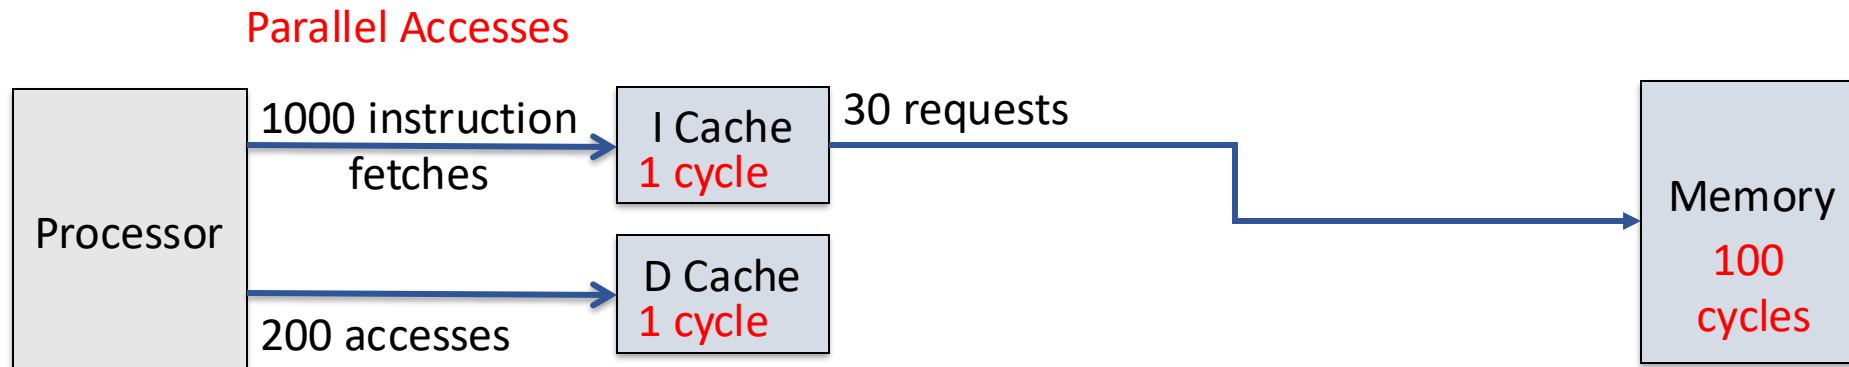 Parallel Accesses
Processor
1000 instruction
fetches
200 accesses
I Cache
1 cycle
D Cache
1 cycle
30 requests
Memory
100
cycles